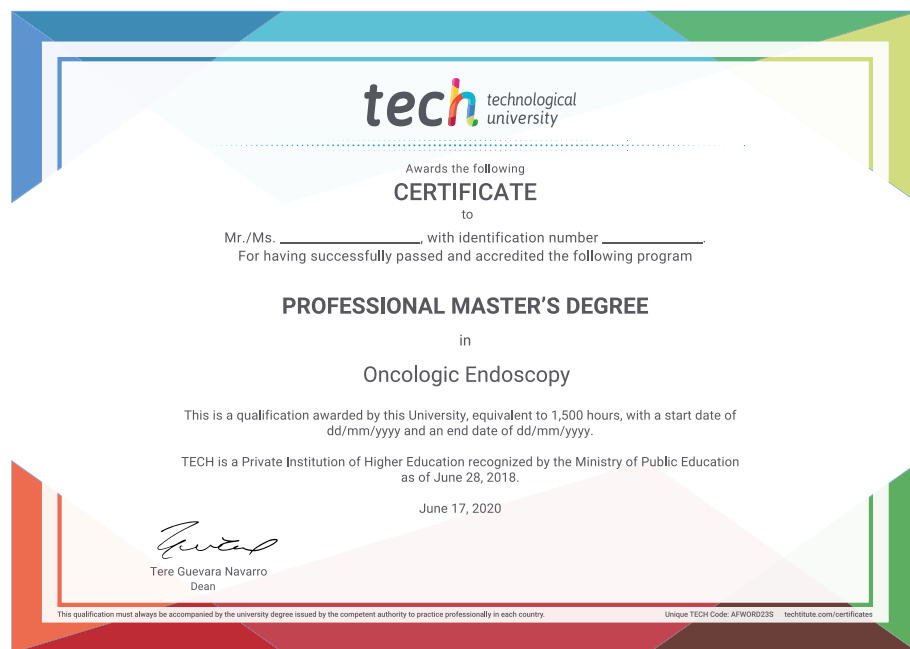 tech technological
university
Awards the following
CERTIFICATE
to
Mr./Ms. ____________, with identification number ____________.
For having successfully passed and accredited the following program
PROFESSIONAL MASTER’S DEGREE
in
Oncologic Endoscopy
This is a qualification awarded by this University, equivalent to 1,500 hours, with a start date of
dd/mm/yyyy and an end date of dd/mm/yyyy.
TECH is a Private Institution of Higher Education recognized by the Ministry of Public Education
as of June 28, 2018.
June 17, 2020
Tere Guevara Navarro
Dean
This qualification must always be accompanied by the university degree issued by the competent authority to practice professionally in each country. Unique TECH Code: AFWORD23S techtitute.com/certificates